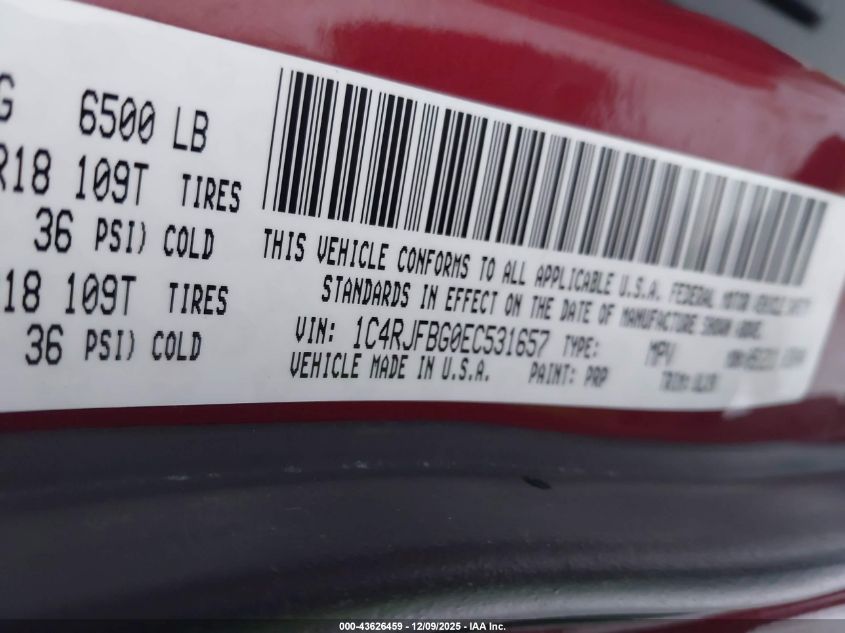 G 6500 LB
R18 109T TIRES
36 PSI) COLD
18 109T TIRES
36 PSI) COLD
THIS VEHICLE CONFORMS TO ALL APPLICABLE U.S.A. FEDERAL MOTOR VEHICLE SAFETY
STANDARDS IN EFFECT ON THE DATE OF MANUFACTURE SHOWN ABOVE.
VIN: 1C4RJFBG0EC531657 TYPE: MPV
VEHICLE MADE IN U.S.A. PAINT: PRP
000-43626459 — 12/09/2025 — IAA Inc.